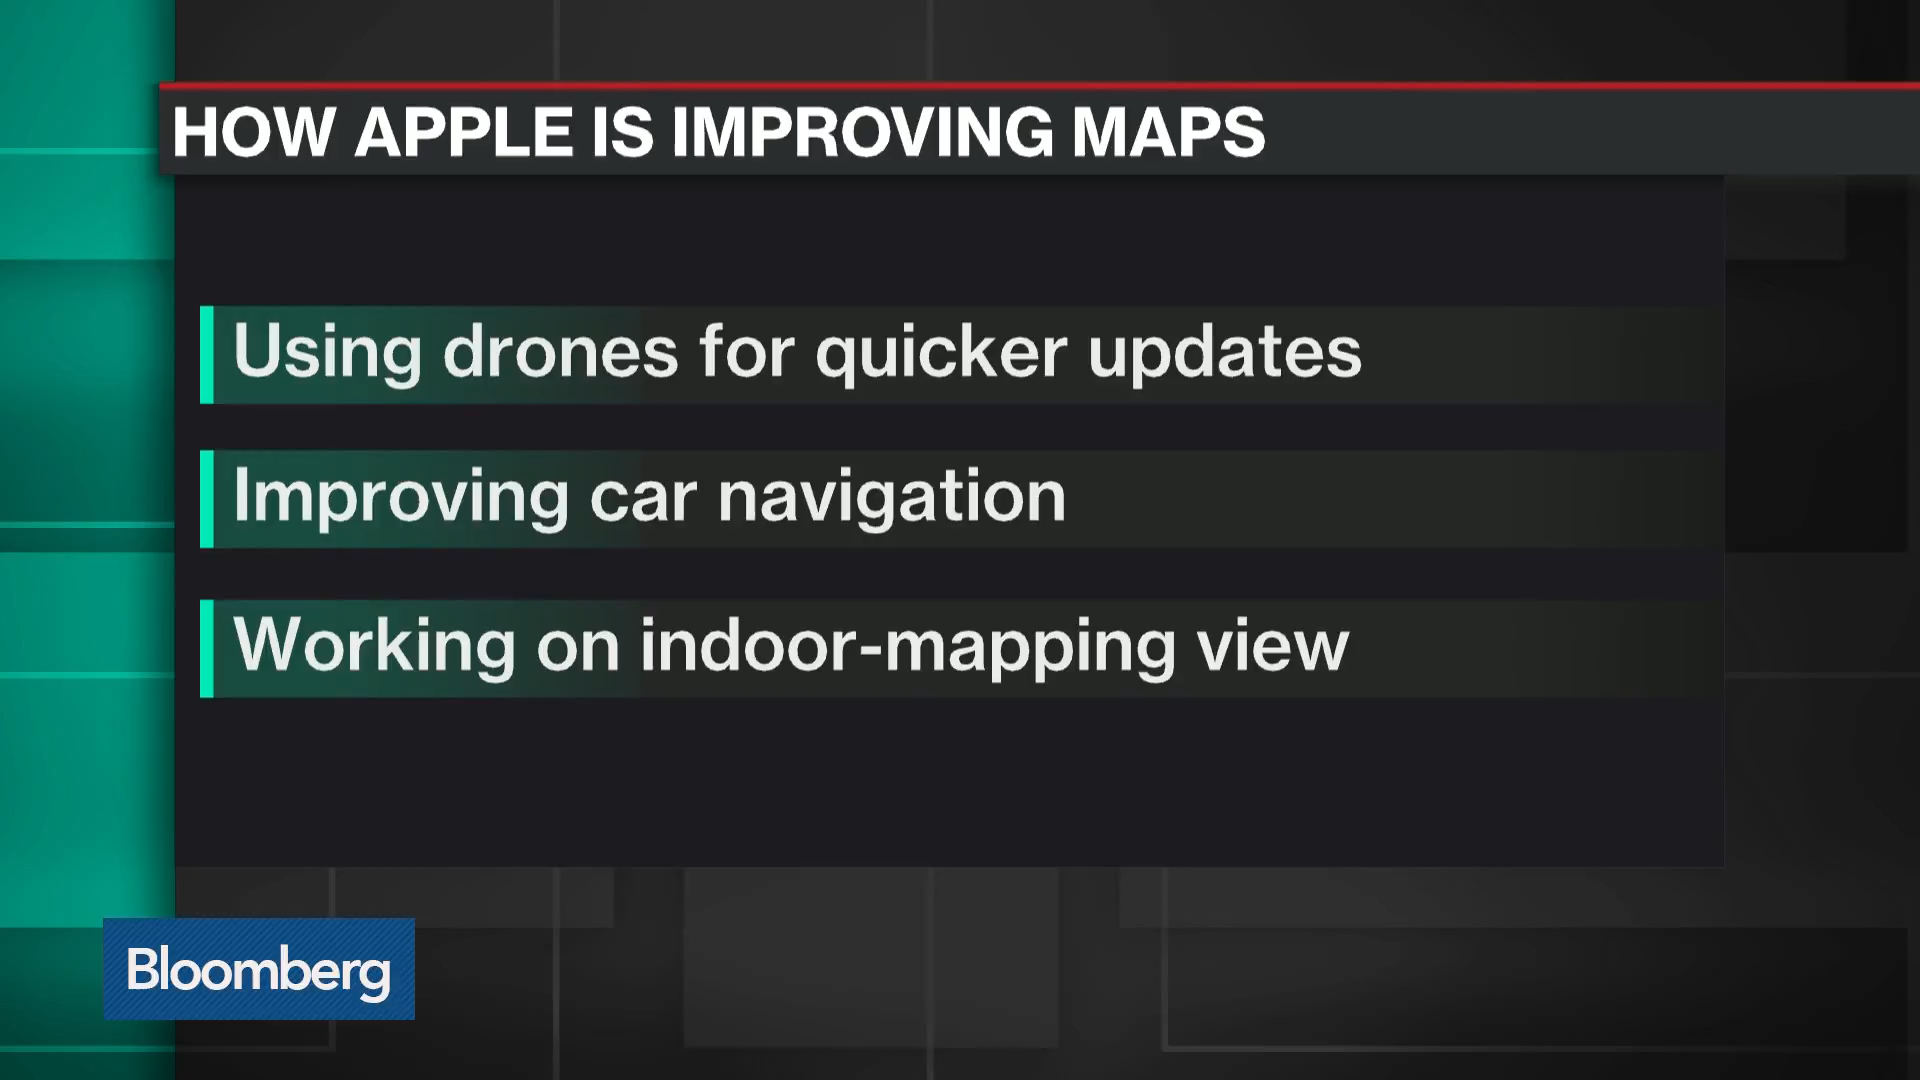 HOW APPLE IS IMPROVING MAPS
Using drones for quicker updates
Improving car navigation
Working on indoor-mapping view
Bloomberg